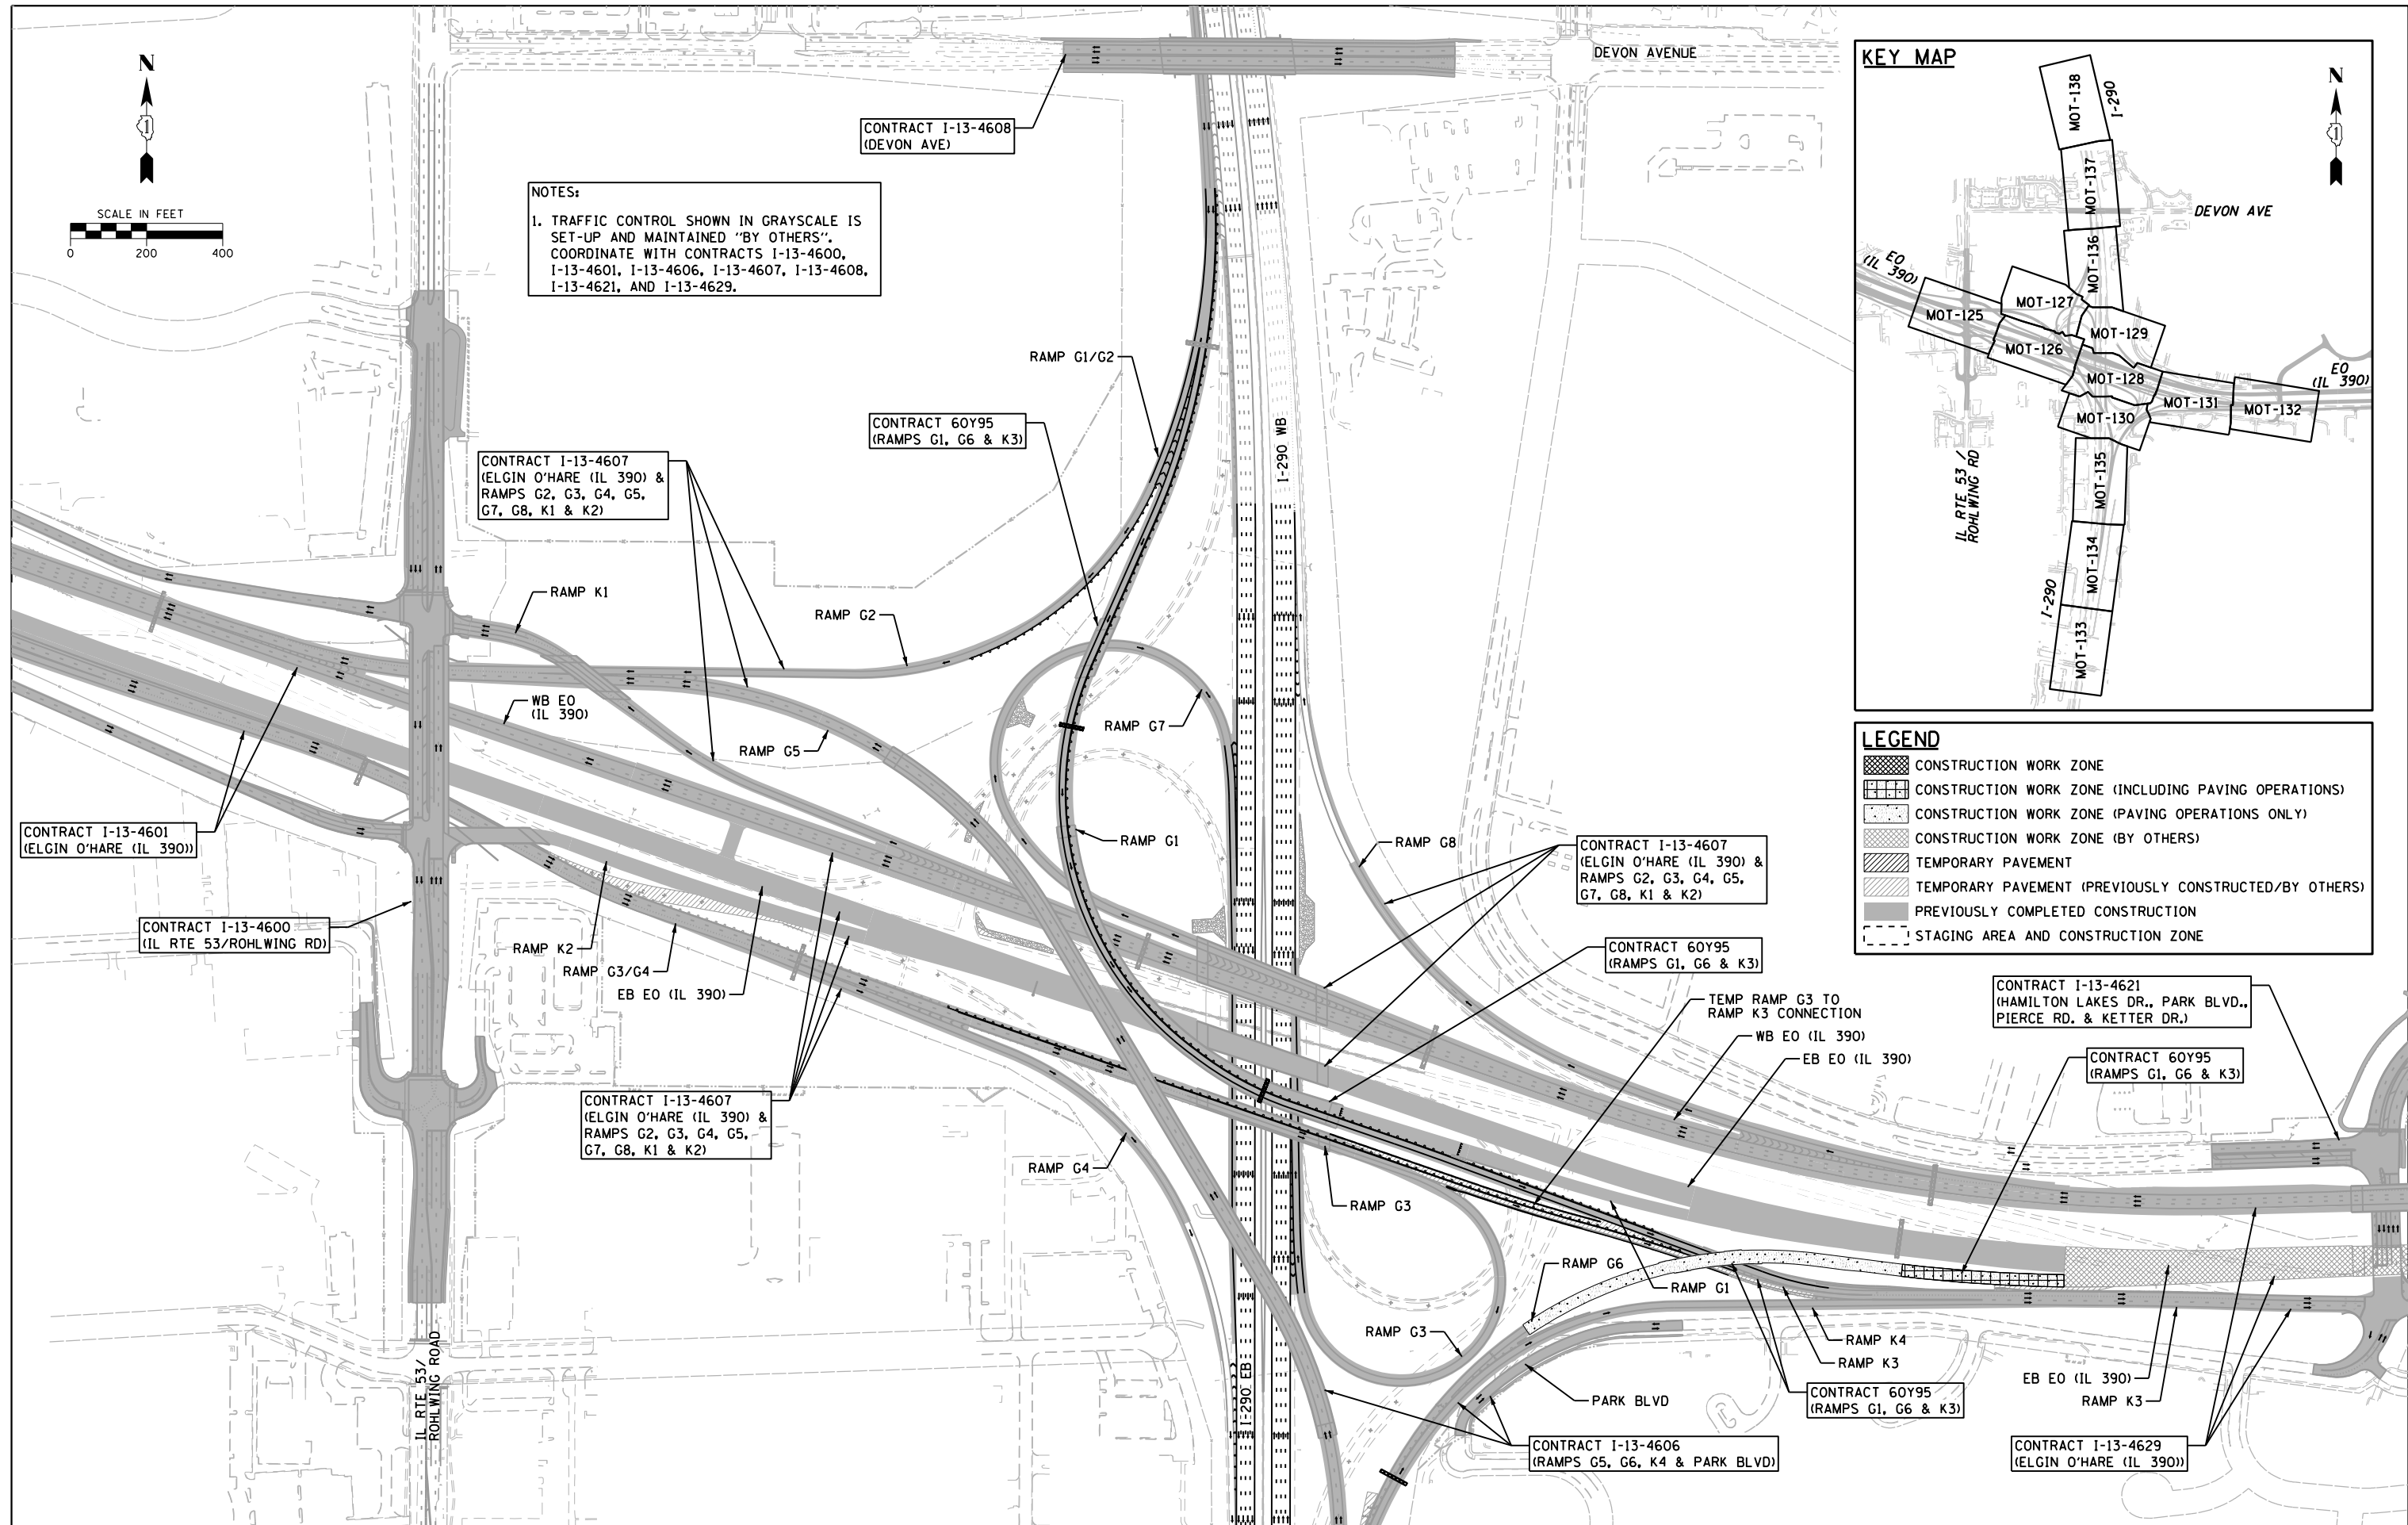 DEVON AVENUE
N
1
SCALE IN FEET
0 200 400
CONTRACT I-13-4608
(DEVON AVE)
NOTES:
1. TRAFFIC CONTROL SHOWN IN GRAYSCALE IS
SET-UP AND MAINTAINED "BY OTHERS".
COORDINATE WITH CONTRACTS I-13-4600,
I-13-4601, I-13-4606, I-13-4607, I-13-4608,
I-13-4621, AND I-13-4629.
RAMP G1/G2
CONTRACT 60Y95
(RAMPS G1, G6 & K3)
I-290 WB
CONTRACT I-13-4607
(ELGIN O'HARE (IL 390) &
RAMPS G2, G3, G4, G5,
G7, G8, K1 & K2)
RAMP K1
RAMP G2
WB EO
(IL 390)
RAMP G5
RAMP G7
RAMP G1
RAMP G8
CONTRACT I-13-4601
(ELGIN O'HARE (IL 390))
CONTRACT I-13-4607
(ELGIN O'HARE (IL 390) &
RAMPS G2, G3, G4, G5,
G7, G8, K1 & K2)
CONTRACT I-13-4600
(IL RTE 53/ROHLWING RD)
RAMP K2
RAMP G3/G4
EB EO (IL 390)
CONTRACT 60Y95
(RAMPS G1, G6 & K3)
TEMP RAMP G3 TO
RAMP K3 CONNECTION
WB EO (IL 390)
EB EO (IL 390)
CONTRACT I-13-4621
(HAMILTON LAKES DR., PARK BLVD.,
PIERCE RD. & KETTER DR.)
CONTRACT 60Y95
(RAMPS G1, G6 & K3)
CONTRACT I-13-4607
(ELGIN O'HARE (IL 390) &
RAMPS G2, G3, G4, G5,
G7, G8, K1 & K2)
RAMP G4
RAMP G3
RAMP G6
RAMP G1
RAMP G3
RAMP K4
RAMP K3
PARK BLVD
CONTRACT 60Y95
(RAMPS G1, G6 & K3)
EB EO (IL 390)
RAMP K3
CONTRACT I-13-4606
(RAMPS G5, G6, K4 & PARK BLVD)
CONTRACT I-13-4629
(ELGIN O'HARE (IL 390))
IL RTE 53/
ROHLWING ROAD
I-290 EB
KEY MAP
N
1
MOT-138
I-290
MOT-137
DEVON AVE
MOT-136
EO
(IL 390)
MOT-127
MOT-125
MOT-129
MOT-126
MOT-128
EO
(IL 390)
MOT-131
MOT-132
MOT-130
IL RTE 53 /
ROHLWING RD
MOT-135
MOT-134
I-290
MOT-133
LEGEND
CONSTRUCTION WORK ZONE
CONSTRUCTION WORK ZONE (INCLUDING PAVING OPERATIONS)
CONSTRUCTION WORK ZONE (PAVING OPERATIONS ONLY)
CONSTRUCTION WORK ZONE (BY OTHERS)
TEMPORARY PAVEMENT
TEMPORARY PAVEMENT (PREVIOUSLY CONSTRUCTED/BY OTHERS)
PREVIOUSLY COMPLETED CONSTRUCTION
STAGING AREA AND CONSTRUCTION ZONE